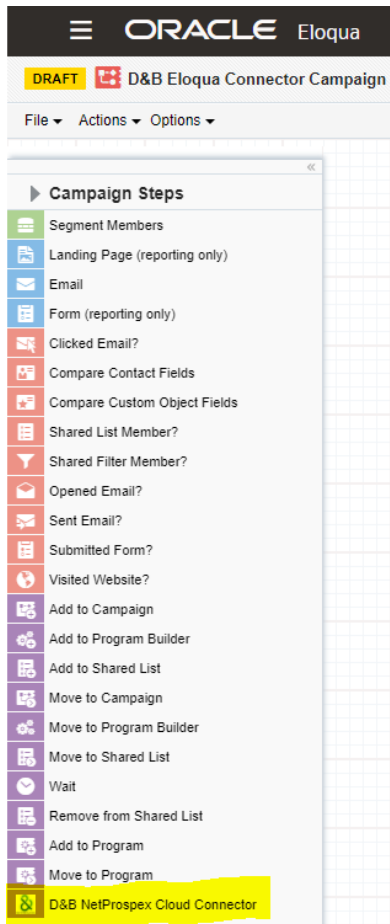 ORACLE Eloqua
DRAFT D&B Eloqua Connector Campaign
File Actions Options
«
Campaign Steps
Segment Members
Landing Page (reporting only)
Email
Form (reporting only)
Clicked Email?
Compare Contact Fields
Compare Custom Object Fields
Shared List Member?
Shared Filter Member?
Opened Email?
Sent Email?
Submitted Form?
Visited Website?
Add to Campaign
Add to Program Builder
Add to Shared List
Move to Campaign
Move to Program Builder
Move to Shared List
Wait
Remove from Shared List
Add to Program
Move to Program
& D&B NetProspex Cloud Connector